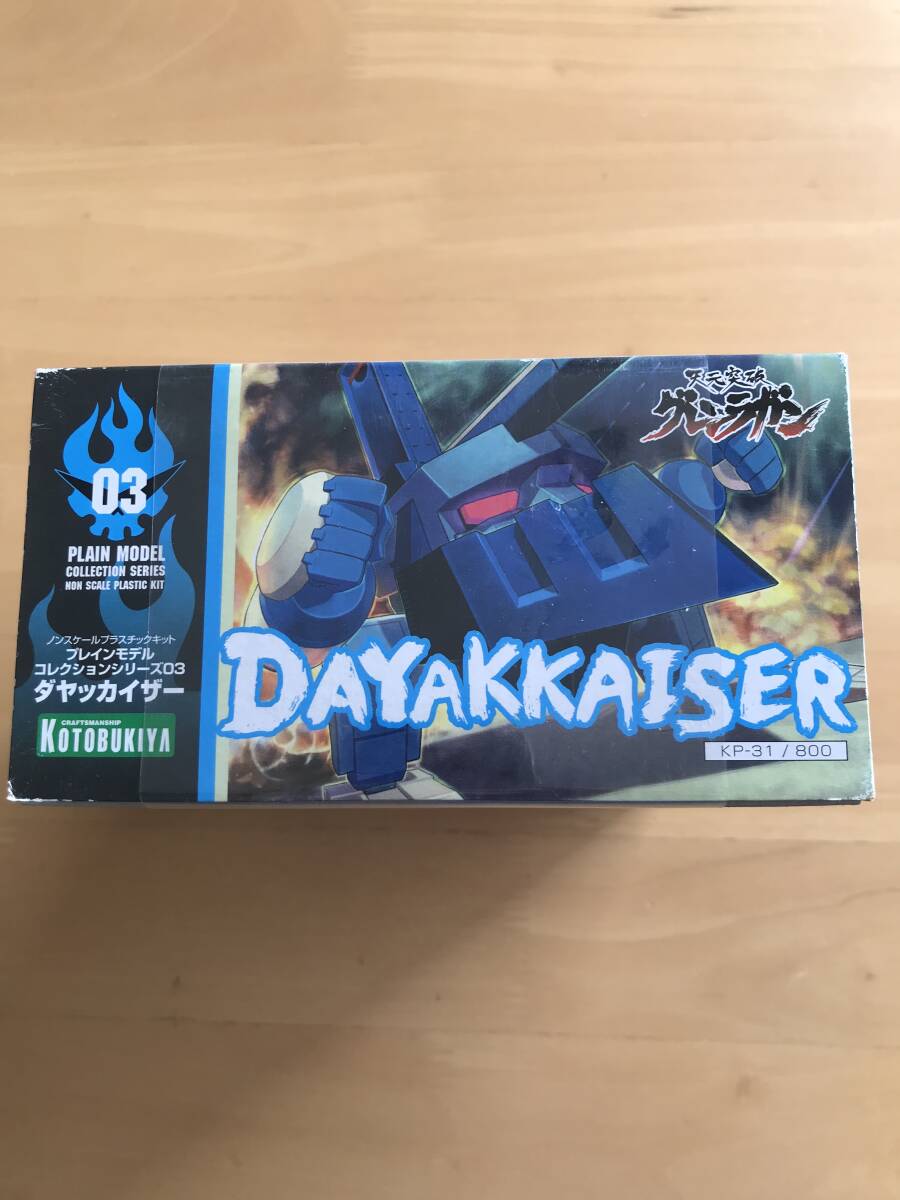 03
PLAIN MODEL
COLLECTION SERIES
NON SCALE PLASTIC KIT
ノンスケールプラスチックキット
プレインモデル
コレクションシリーズ03
ダヤッカイザー
CRAFTSMANSHIP
KOTOBUKIYA
天元突破
グレンラガン
DAYAKKAISER
KP-31 / 800